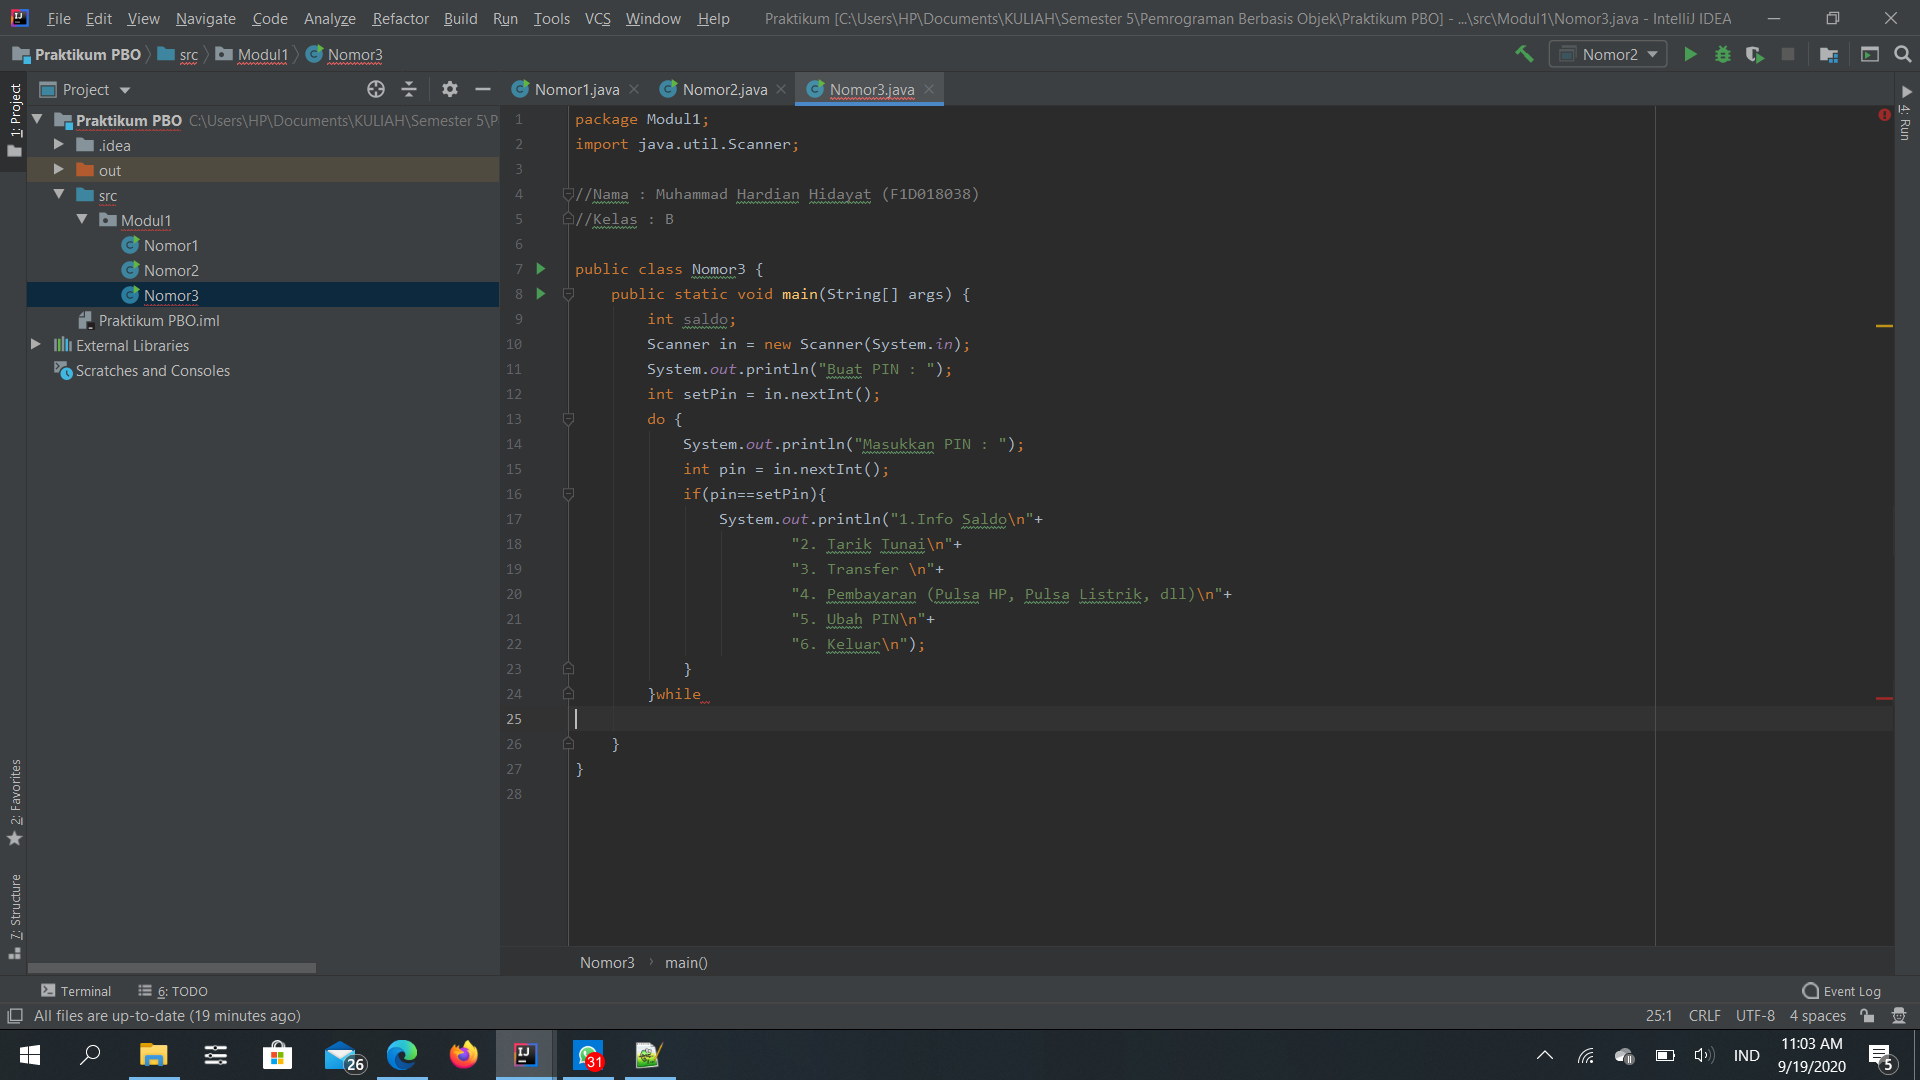 File Edit View Navigate Code Analyze Refactor Build Run Tools VCS Window Help Praktikum [C:\Users\HP\Documents\KULIAH\Semester 5\Pemrograman Berbasis Objek\Praktikum PBO] - ...\src\Modul1\Nomor3.java - IntelliJ IDEA
Praktikum PBO src Modul1 Nomor3 Nomor2
Project Nomor1.java Nomor2.java Nomor3.java
1: Project
4: Run
Praktikum PBO C:\Users\HP\Documents\KULIAH\Semester 5\P
.idea
out
src
Modul1
Nomor1
Nomor2
Nomor3
Praktikum PBO.iml
External Libraries
Scratches and Consoles
1 package Modul1;
2 import java.util.Scanner;
3
4 //Nama : Muhammad Hardian Hidayat (F1D018038)
5 //Kelas : B
6
7 public class Nomor3 {
8 public static void main(String[] args) {
9 int saldo;
10 Scanner in = new Scanner(System.in);
11 System.out.println("Buat PIN : ");
12 int setPin = in.nextInt();
13 do {
14 System.out.println("Masukkan PIN : ");
15 int pin = in.nextInt();
16 if(pin==setPin){
17 System.out.println("1.Info Saldo\n"+
18 "2. Tarik Tunai\n"+
19 "3. Transfer \n"+
20 "4. Pembayaran (Pulsa HP, Pulsa Listrik, dll)\n"+
21 "5. Ubah PIN\n"+
22 "6. Keluar\n");
23 }
24 }while
25
26 }
27 }
28
2: Favorites
7: Structure
Nomor3 main()
Terminal 6: TODO Event Log
All files are up-to-date (19 minutes ago) 25:1 CRLF UTF-8 4 spaces
26 31 IND 11:03 AM
9/19/2020 5